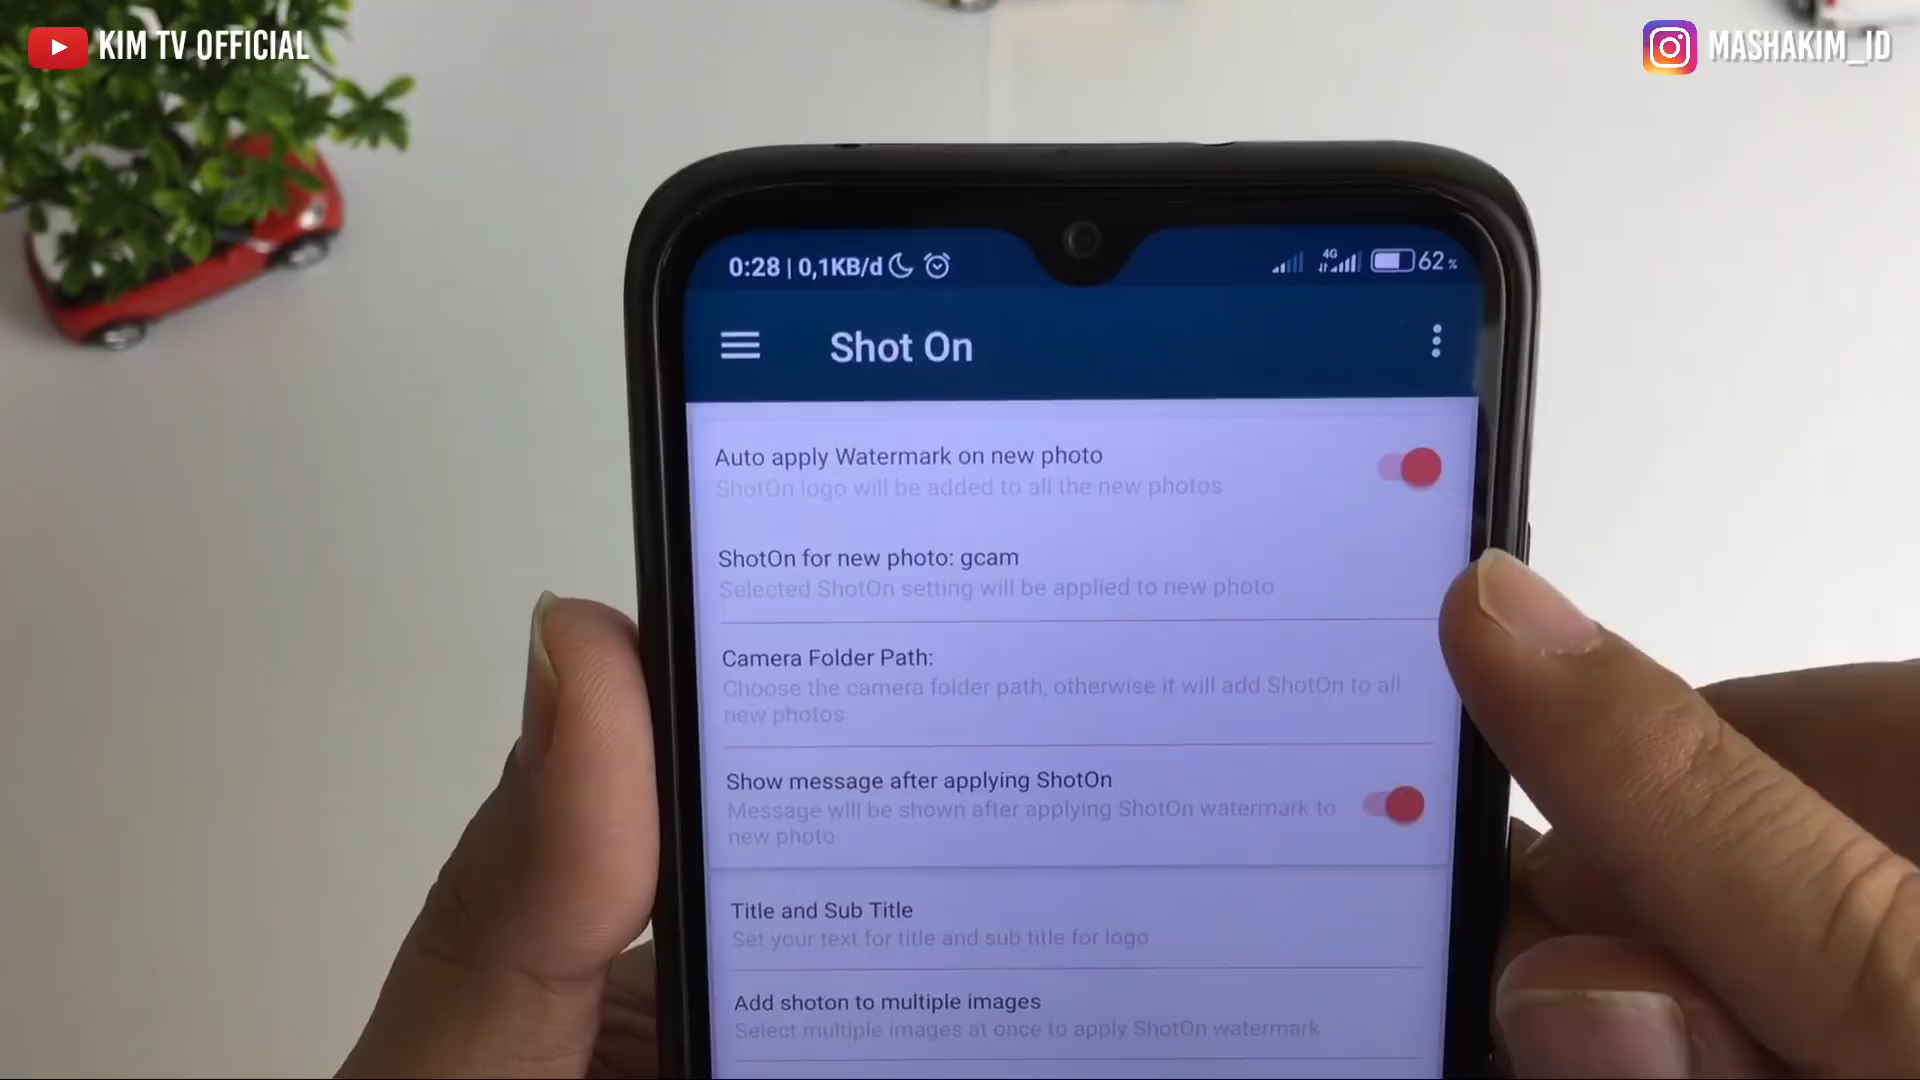 KIM TV OFFICIAL
MASHAKIM_ID
0:28 | 0,1KB/d
4G
62%
Shot On
Auto apply Watermark on new photo
ShotOn logo will be added to all the new photos
ShotOn for new photo: gcam
Selected ShotOn setting will be applied to new photo
Camera Folder Path:
Choose the camera folder path, otherwise it will add ShotOn to all
new photos
Show message after applying ShotOn
Message will be shown after applying ShotOn watermark to
new photo
Title and Sub Title
Set your text for title and sub title for logo
Add shoton to multiple images
Select multiple images at once to apply ShotOn watermark